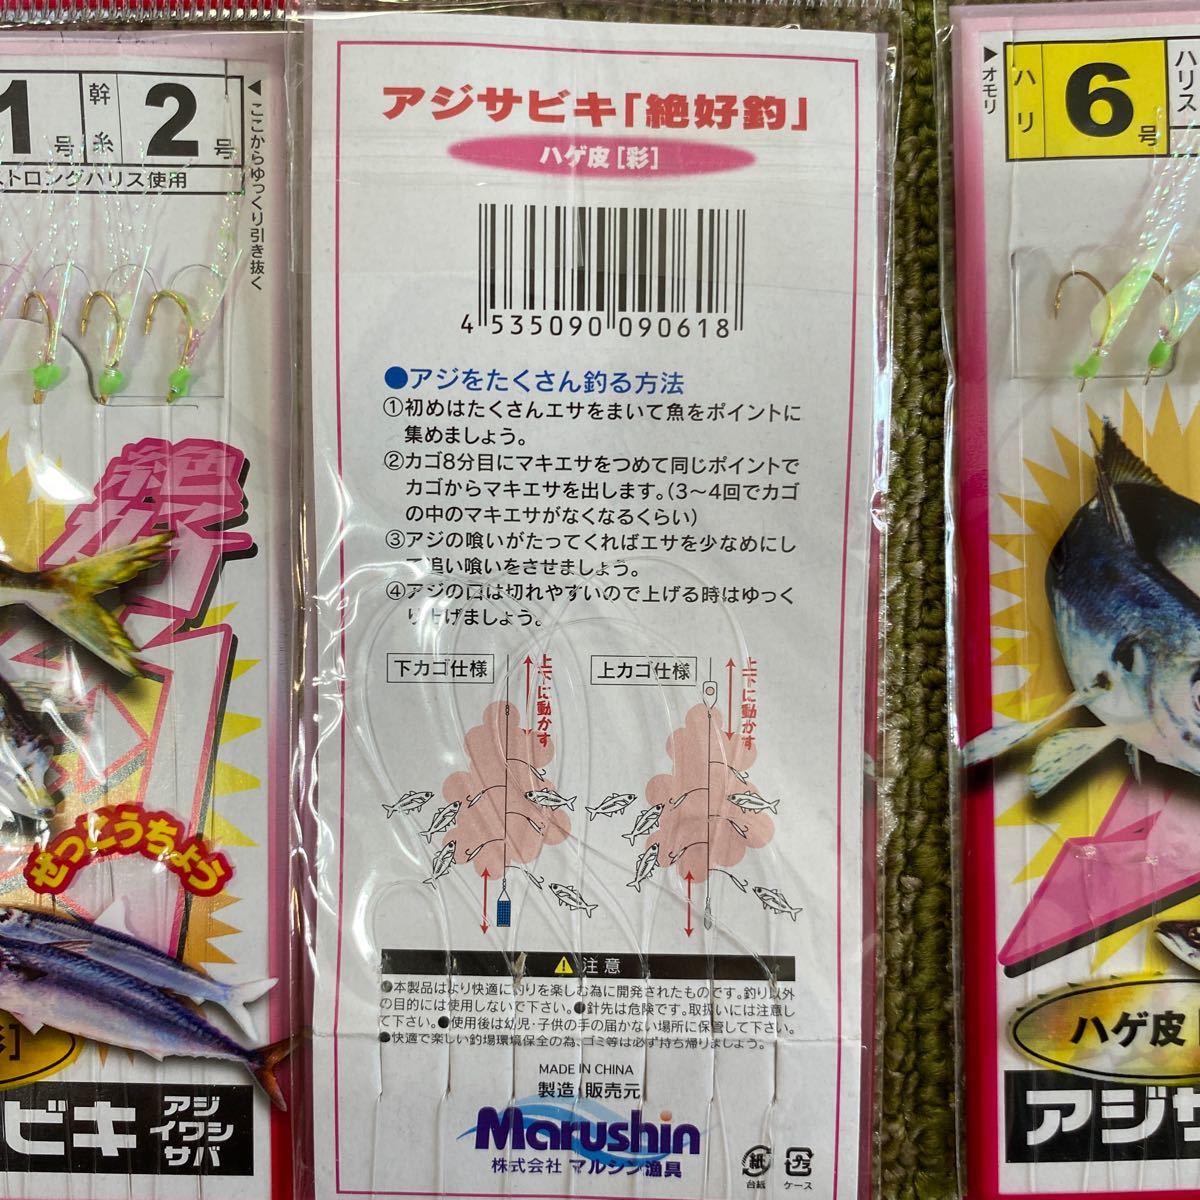 1号
幹糸 2号
ストロングハリス使用
◀ここからゆっくり引き抜く
絶好釣
ぜっこうちょう
彩]
ビキ
アジ
イワシ
サバ
アジサビキ「絶好釣」
ハゲ皮[彩]
4 535090 090618
●アジをたくさん釣る方法
①初めはたくさんエサをまいて魚をポイントに
集めましょう。
②カゴ8分目にマキエサをつめて同じポイントで
カゴからマキエサを出します。(3〜4回でカゴ
の中のマキエサがなくなるくらい)
③アジの喰いがたってくればエサを少なめにし
て追い喰いをさせましょう。
④アジの口は切れやすいので上げる時はゆっく
り上げましょう。
下カゴ仕様
上下に動かす
上カゴ仕様
上下に動かす
注意
●本製品はより快適に釣りを楽しむ為に開発されたものです。釣り以外
の目的には使用しないで下さい。●針先は危険です。取扱いには注意し
て下さい。●使用後は幼児・子供の手の届かない場所に保管して下さい。
●快適で楽しい釣場環境保全の為、ゴミ等は必ず持ち帰りましょう。
MADE IN CHINA
製造・販売元
Marushin
株式会社 マルシン漁具
紙
台紙
プラ
ケース
◀オモリ
ハリ 6号
ハリス
ハゲ皮[
アジサ